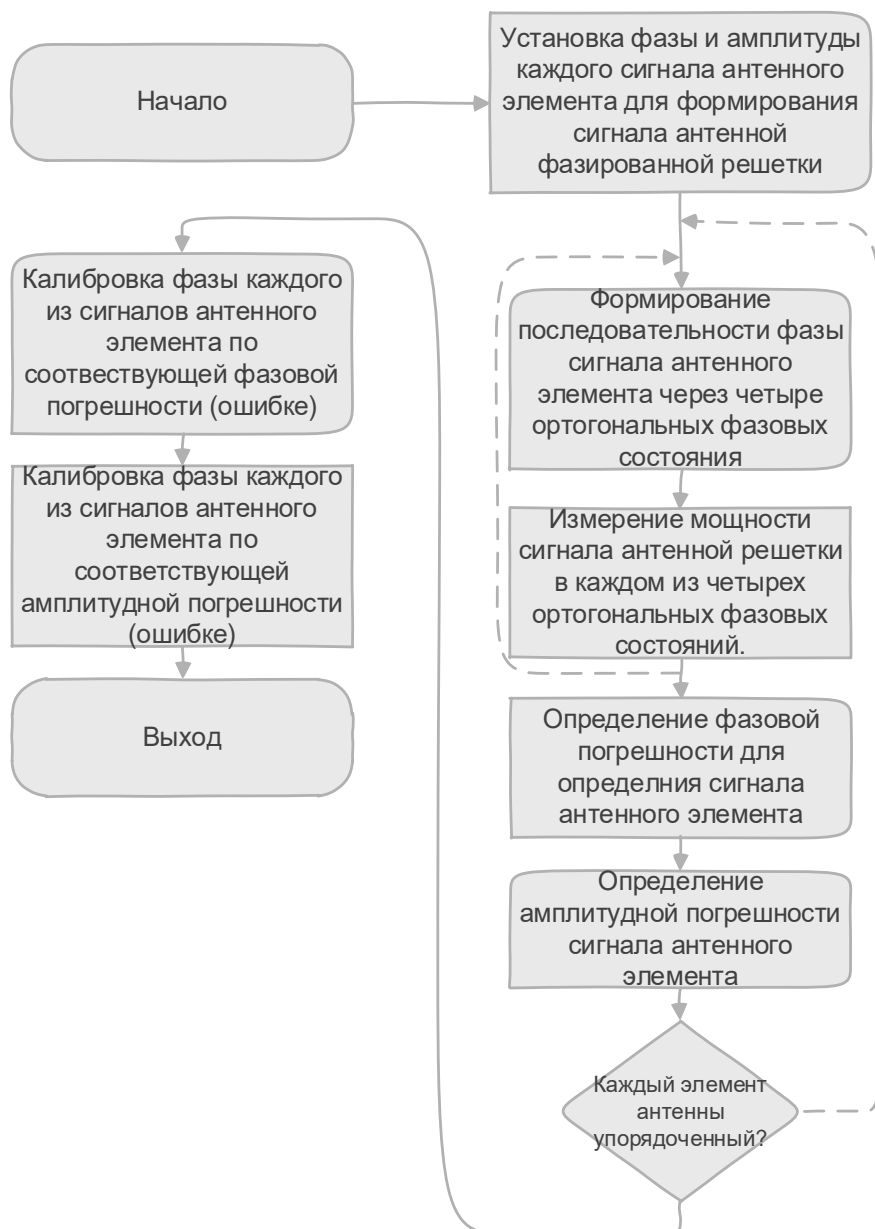 Начало
Установка фазы и амплитуды
каждого сигнала антенного
элемента для формирования
сигнала антенной
фазированной решетки
Формирование
последовательности фазы
сигнала антенного
элемента через четыре
ортогональных фазовых
состояния
Измерение мощности
сигнала антенной решетки
в каждом из четырех
ортогональных фазовых
состояний.
Определение фазовой
погрешности для
определния сигнала
антенного элемента
Определение
амплитудной погрешности
сигнала антенного
элемента
Каждый элемент
антенны
упорядоченный?
Калибровка фазы каждого
из сигналов антенного
элемента по
соотвествующей фазовой
погрешности (ошибке)
Калибровка фазы каждого
из сигналов антенного
элемента по
соответствующей
амплитудной погрешности
(ошибке)
Выход